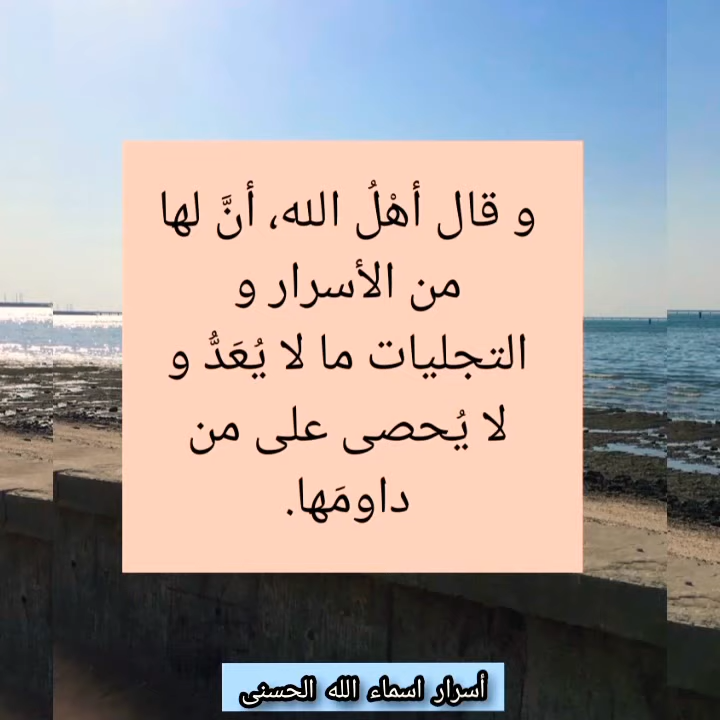 و قال أهْلُ الله، أنَّ لها
من الأسرار و
التجليات ما لا يُعَدُّ و
لا يُحصى على من
داومَها.
أسرار اسماء الله الحسنى